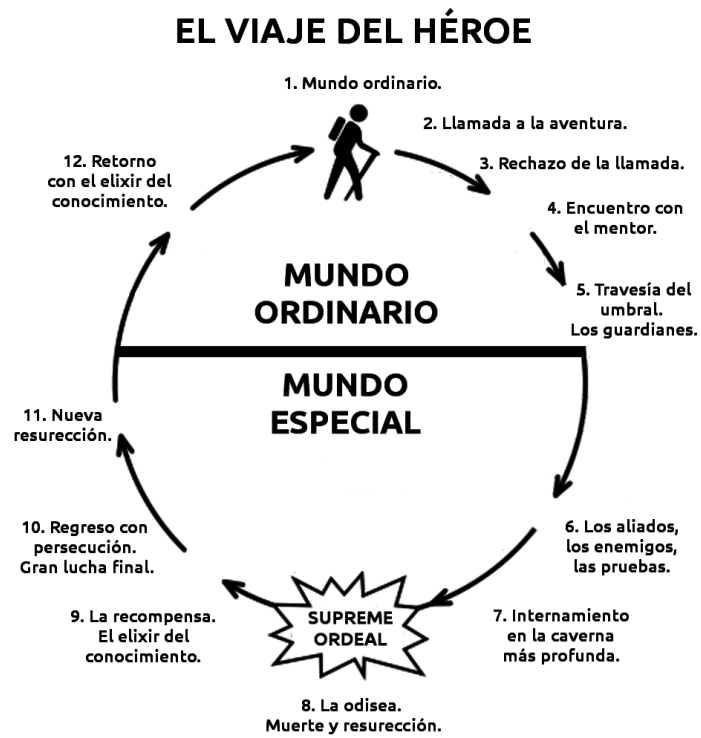 EL VIAJE DEL HÉROE
1. Mundo ordinario.
2. Llamada a la aventura.
3. Rechazo de la llamada.
4. Encuentro con
el mentor.
5. Travesía del
umbral.
Los guardianes.
MUNDO
ORDINARIO
MUNDO
ESPECIAL
6. Los aliados,
los enemigos,
las pruebas.
7. Internamiento
en la caverna
más profunda.
SUPREME
ORDEAL
8. La odisea.
Muerte y resurección.
9. La recompensa.
El elixir del
conocimiento.
10. Regreso con
persecución.
Gran lucha final.
11. Nueva
resurección.
12. Retorno
con el elixir del
conocimiento.